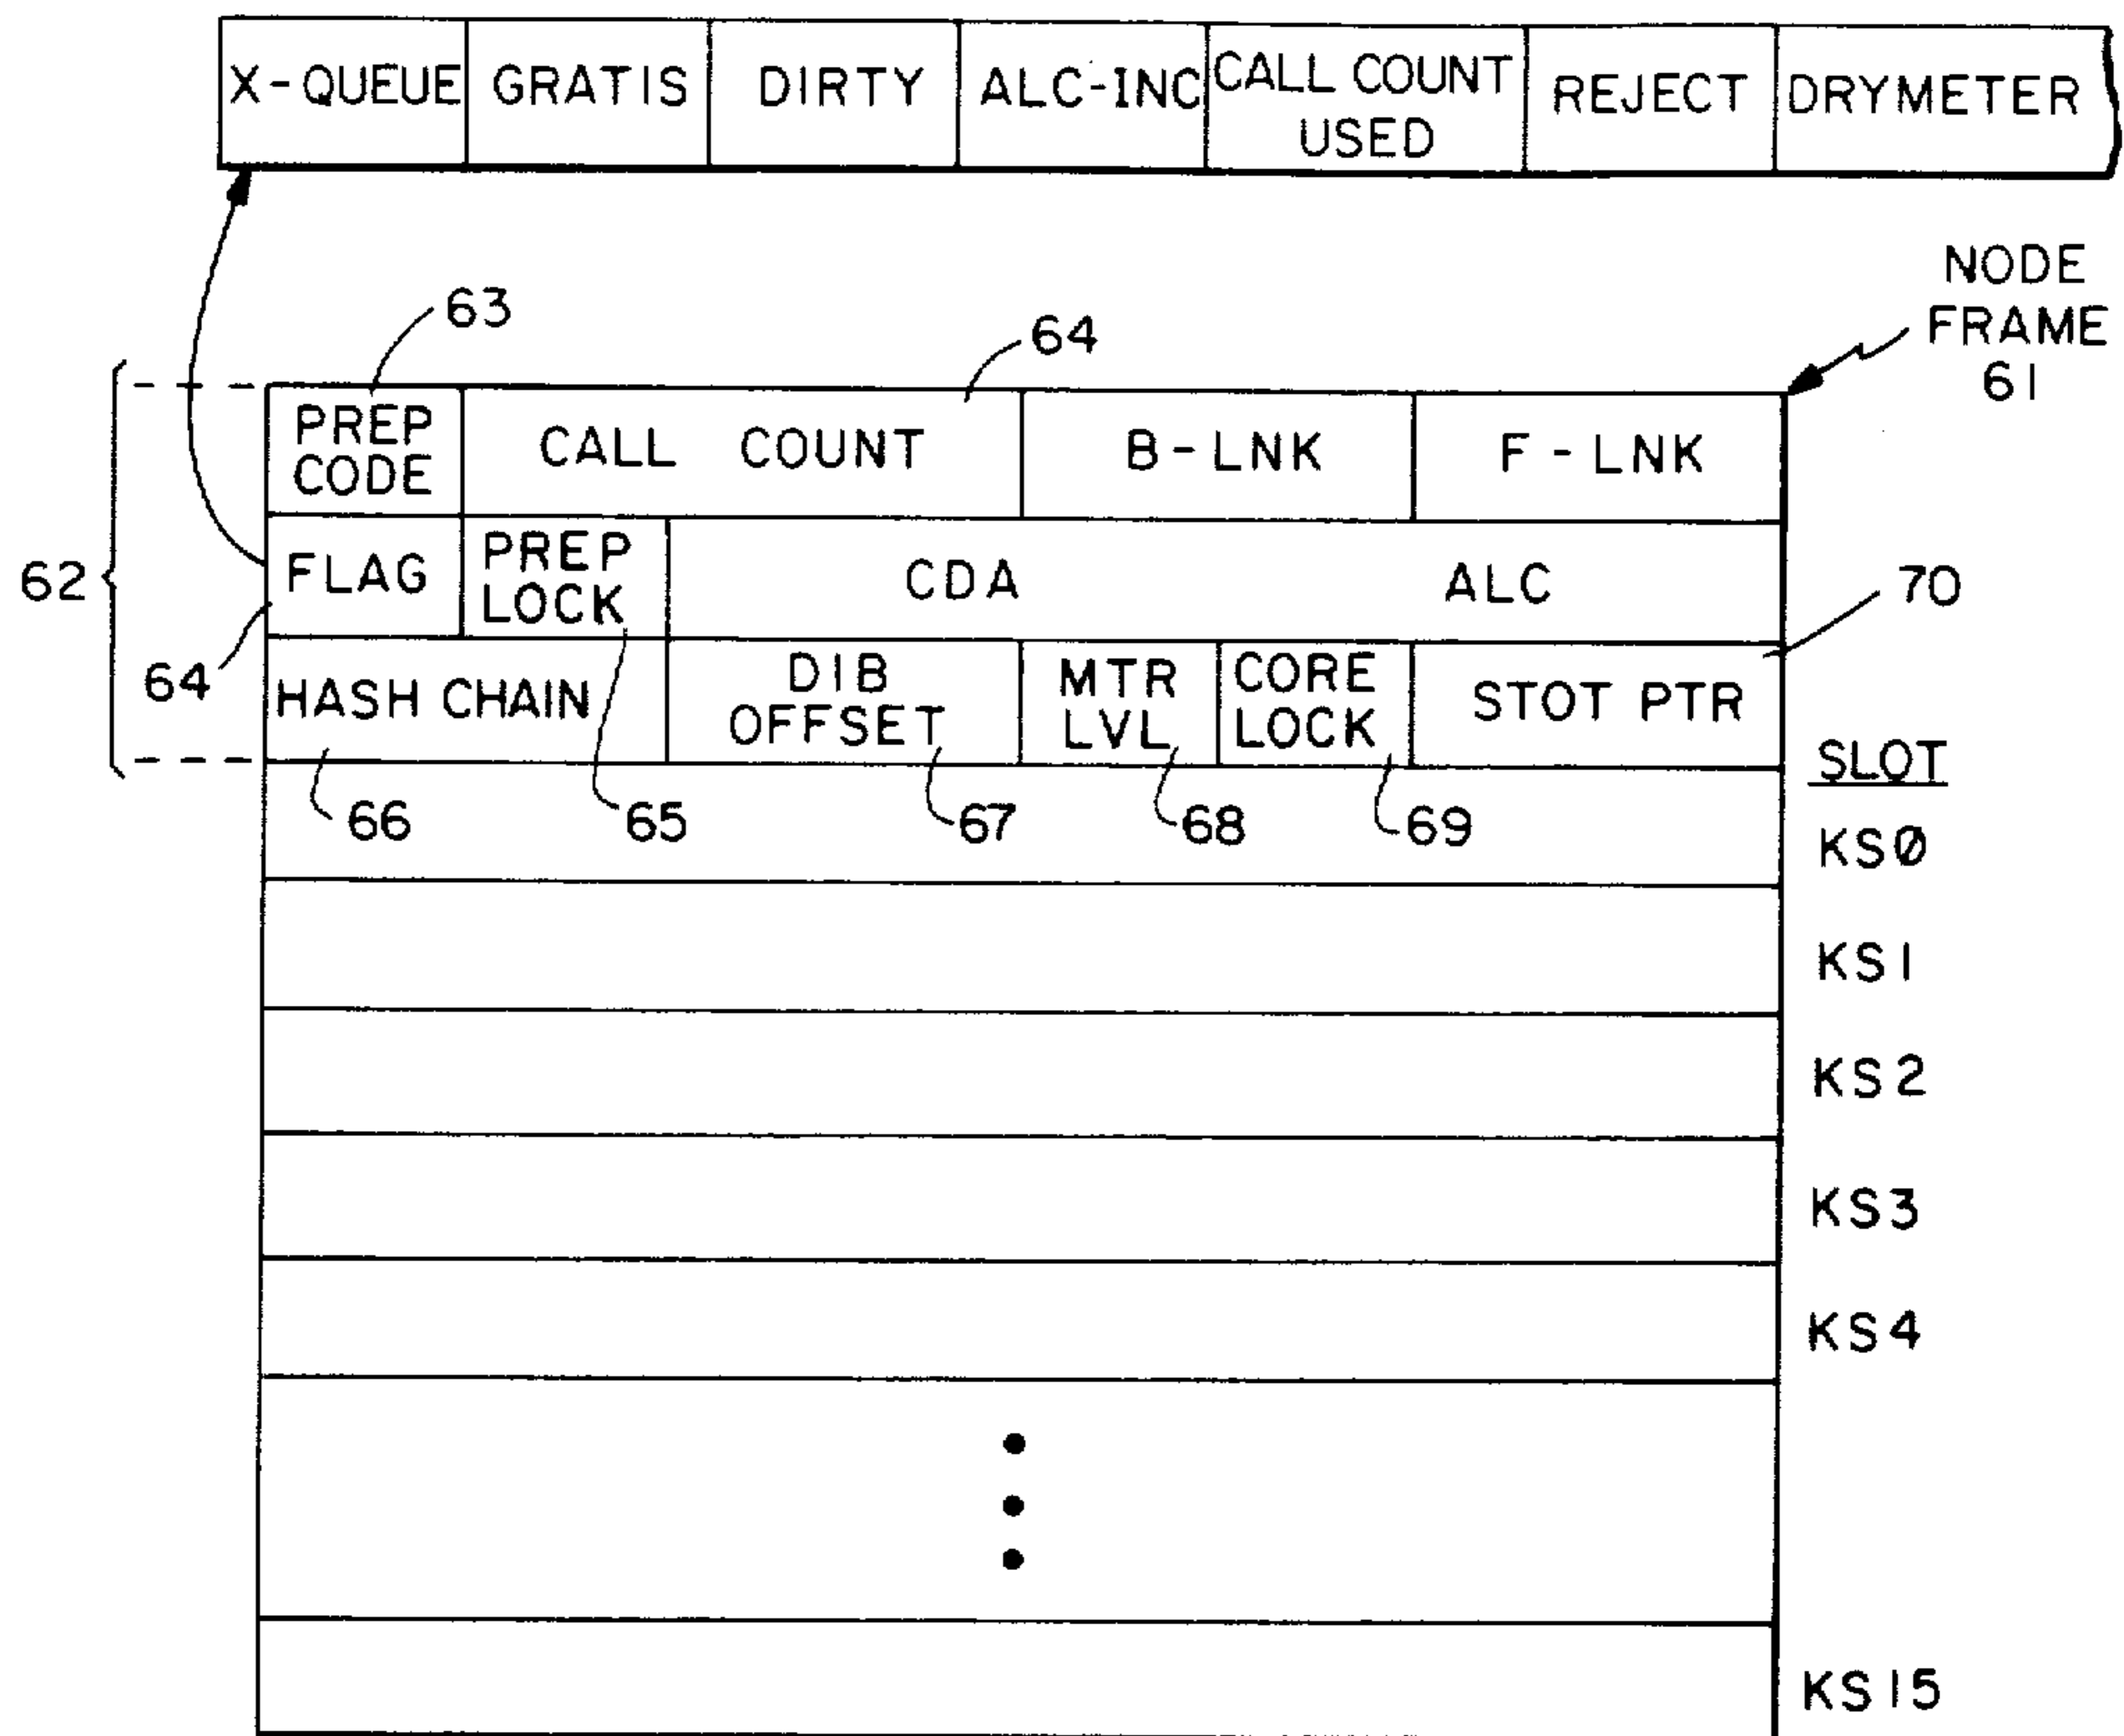 X-QUEUE GRATIS DIRTY ALC-INC CALL COUNT USED REJECT DRYMETER
NODE
FRAME
61
63
64
PREP CODE CALL COUNT B-LNK F-LNK
62
FLAG PREP LOCK CDA ALC
70
64
HASH CHAIN DIB OFFSET MTR LVL CORE LOCK STOT PTR
SLOT
66 65 67 68 69
KSØ
KS1
KS2
KS3
KS4
KS15